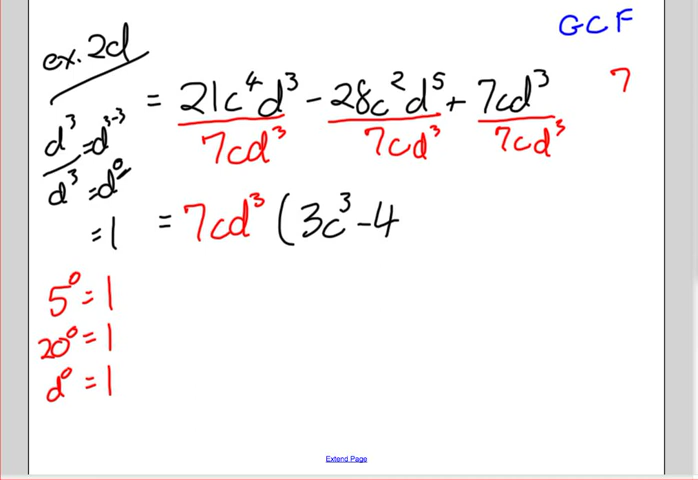 GCF
ex. 2d
= 21c⁴d³ - 28c²d⁵ + 7cd³
7
7cd³ 7cd³ 7cd³
d³/d³ = d³⁻³
= d⁰
= 1
= 7cd³ (3c³ - 4
5⁰ = 1
20⁰ = 1
d⁰ = 1
Extend Page